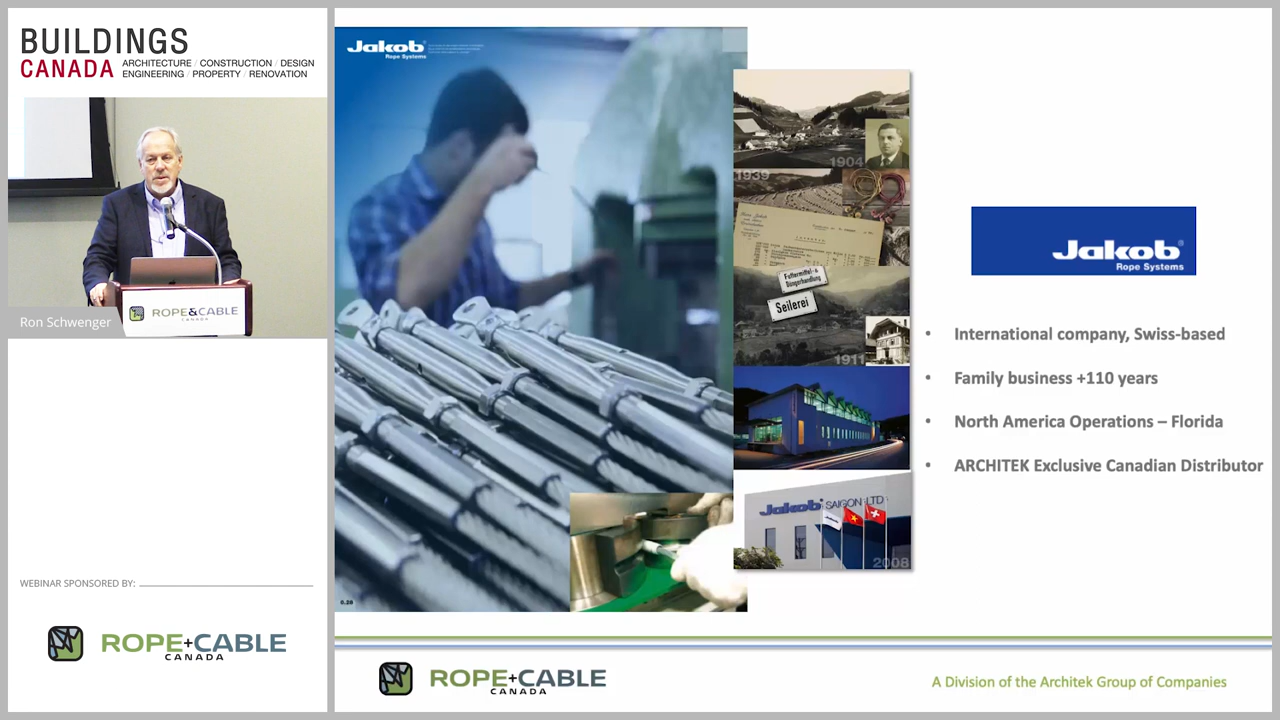 BUILDINGS
CANADA
ARCHITECTURE / CONSTRUCTION / DESIGN
ENGINEERING / PROPERTY / RENOVATION
ROPE&CABLE
CANADA
Ron Schwenger
WEBINAR SPONSORED BY:
ROPE+CABLE
CANADA
Jakob
Rope Systems
0.20
1904
1939
Futtermittel- &
Düngerhandlung
Seilerei
1911
Jakob SAIGON LTD
2008
Jakob®
Rope Systems
• International company, Swiss-based
• Family business +110 years
• North America Operations – Florida
• ARCHITEK Exclusive Canadian Distributor
ROPE+CABLE
CANADA
A Division of the Architek Group of Companies